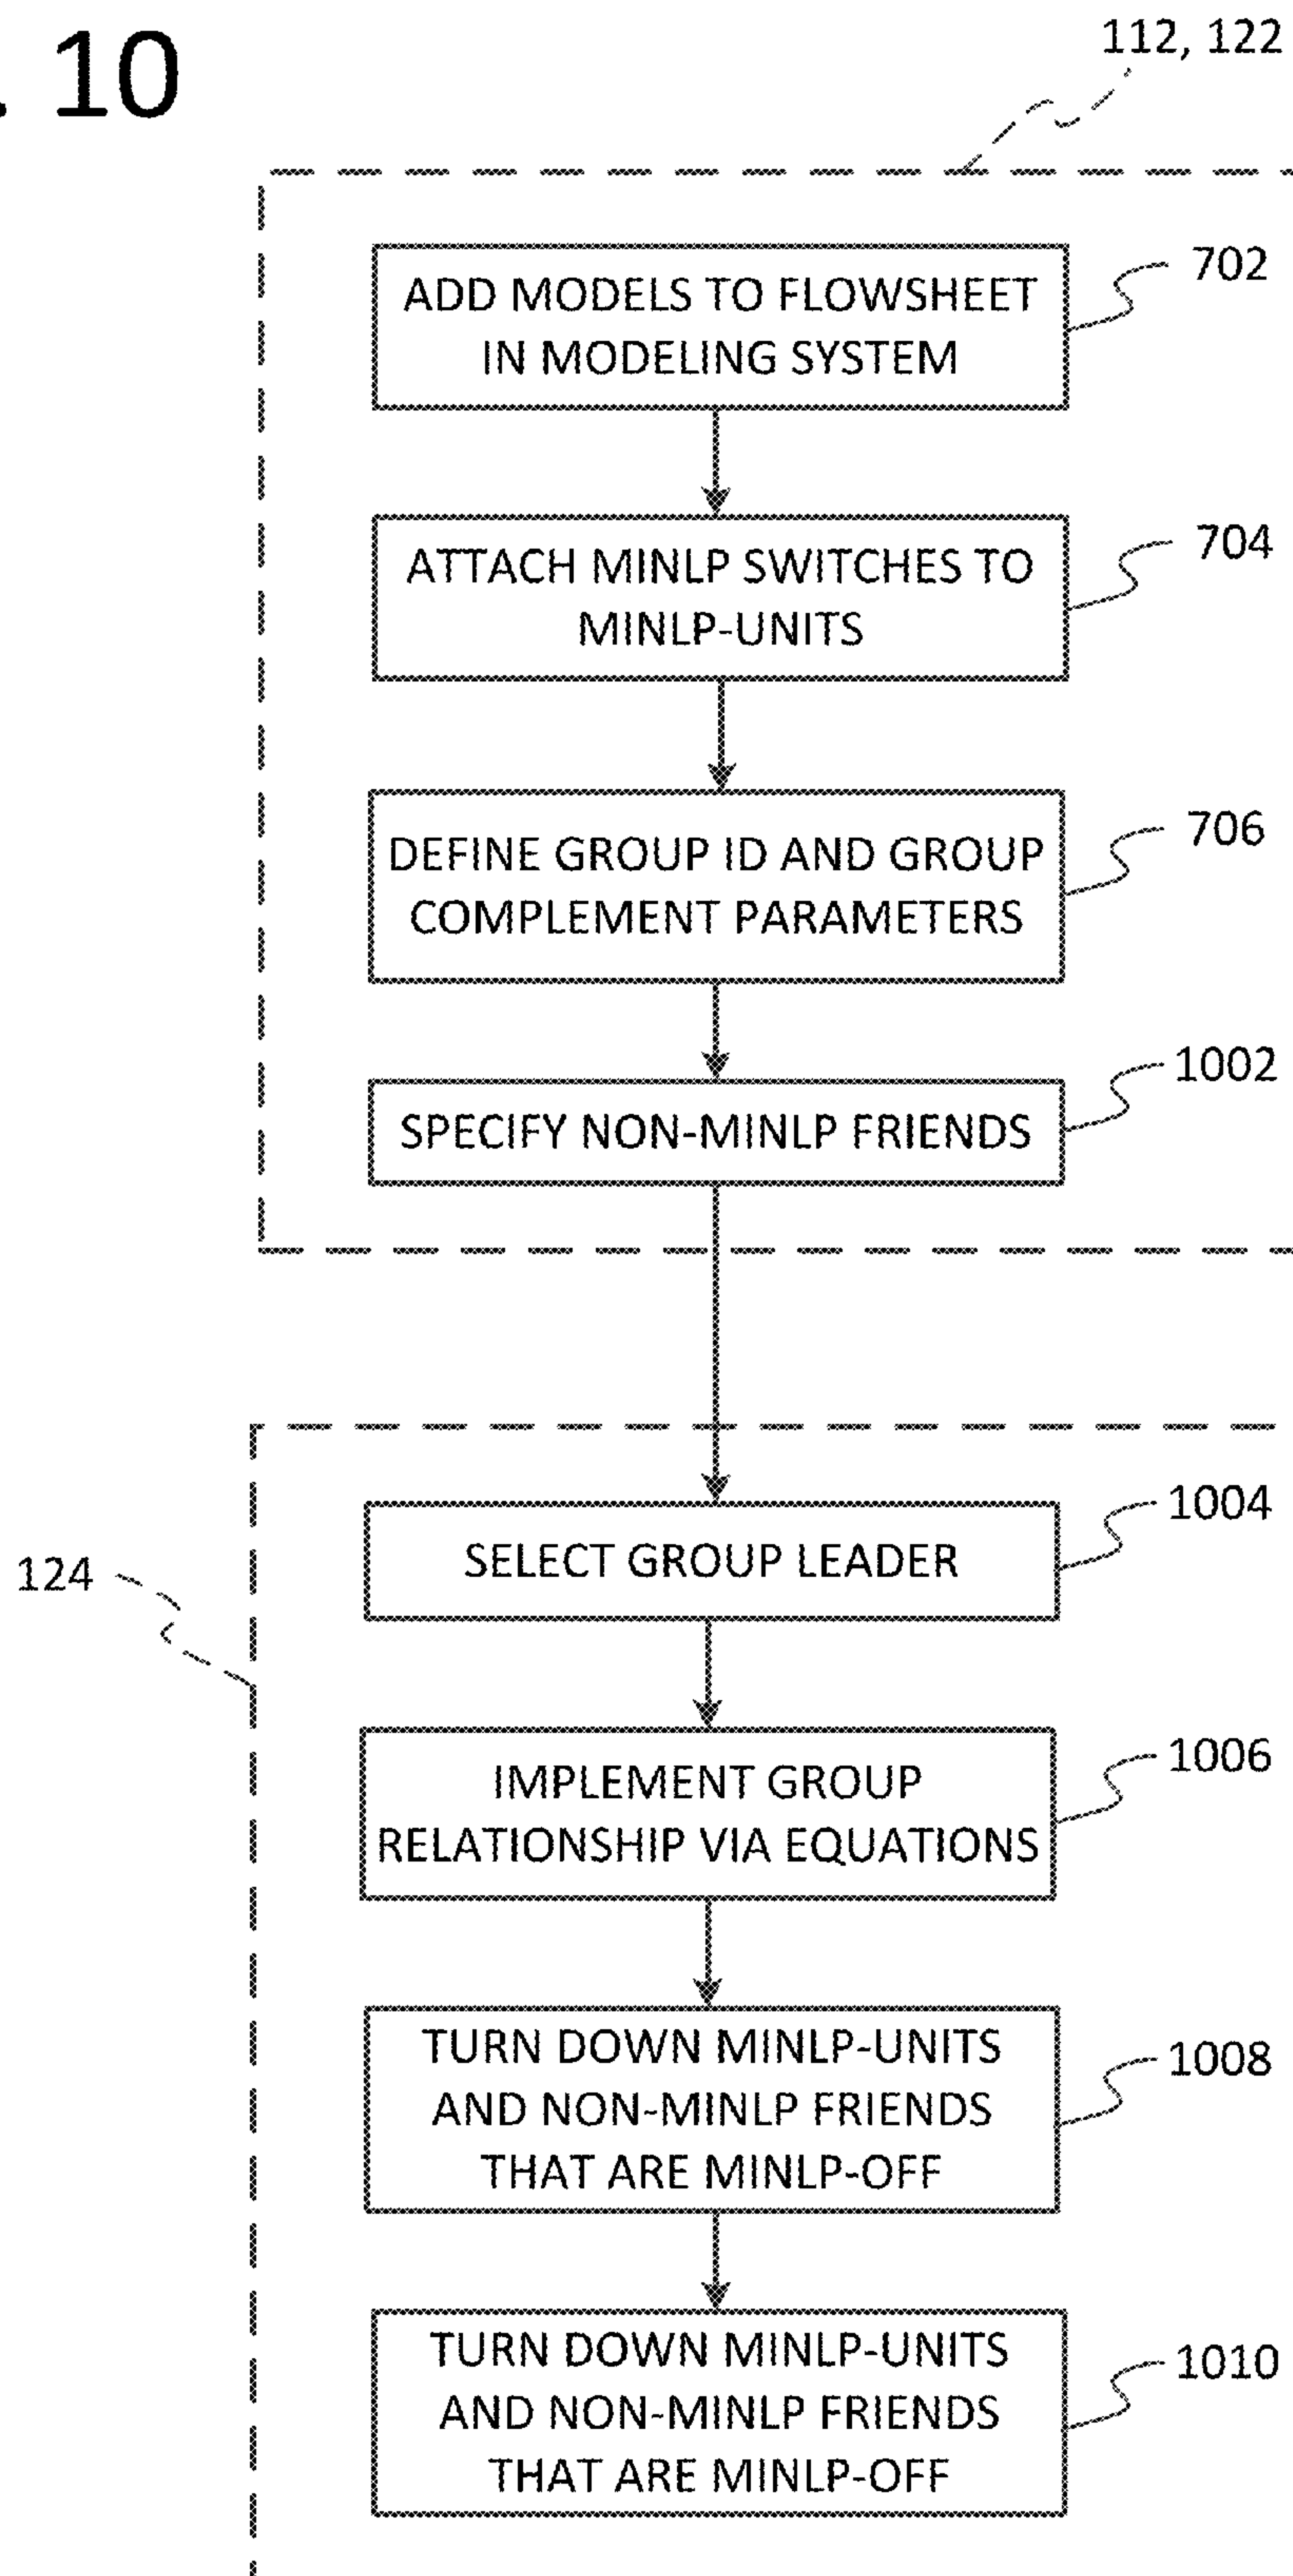 . 10
112, 122
ADD MODELS TO FLOWSHEET
IN MODELING SYSTEM
702
ATTACH MINLP SWITCHES TO
MINLP-UNITS
704
DEFINE GROUP ID AND GROUP
COMPLEMENT PARAMETERS
706
SPECIFY NON-MINLP FRIENDS
1002
124
SELECT GROUP LEADER
1004
IMPLEMENT GROUP
RELATIONSHIP VIA EQUATIONS
1006
TURN DOWN MINLP-UNITS
AND NON-MINLP FRIENDS
THAT ARE MINLP-OFF
1008
TURN DOWN MINLP-UNITS
AND NON-MINLP FRIENDS
THAT ARE MINLP-OFF
1010